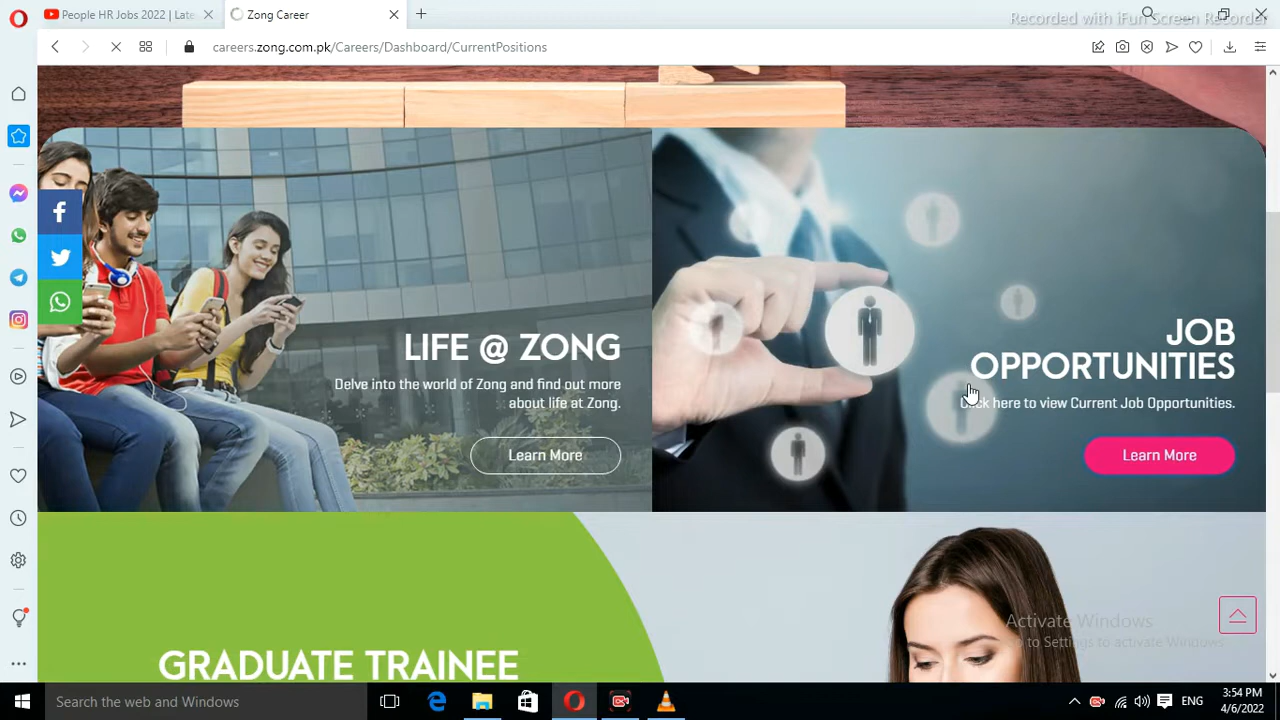 Recorded with iFun Screen Recorder
People HR Jobs 2022 | Late
Zong Career
careers.zong.com.pk/Careers/Dashboard/CurrentPositions
LIFE @ ZONG
Delve into the world of Zong and find out more
about life at Zong.
Learn More
JOB
OPPORTUNITIES
Click here to view Current Job Opportunities.
Learn More
GRADUATE TRAINEE
Activate Windows
Go to Settings to activate Windows.
Search the web and Windows
ENG
3:54 PM
4/6/2022